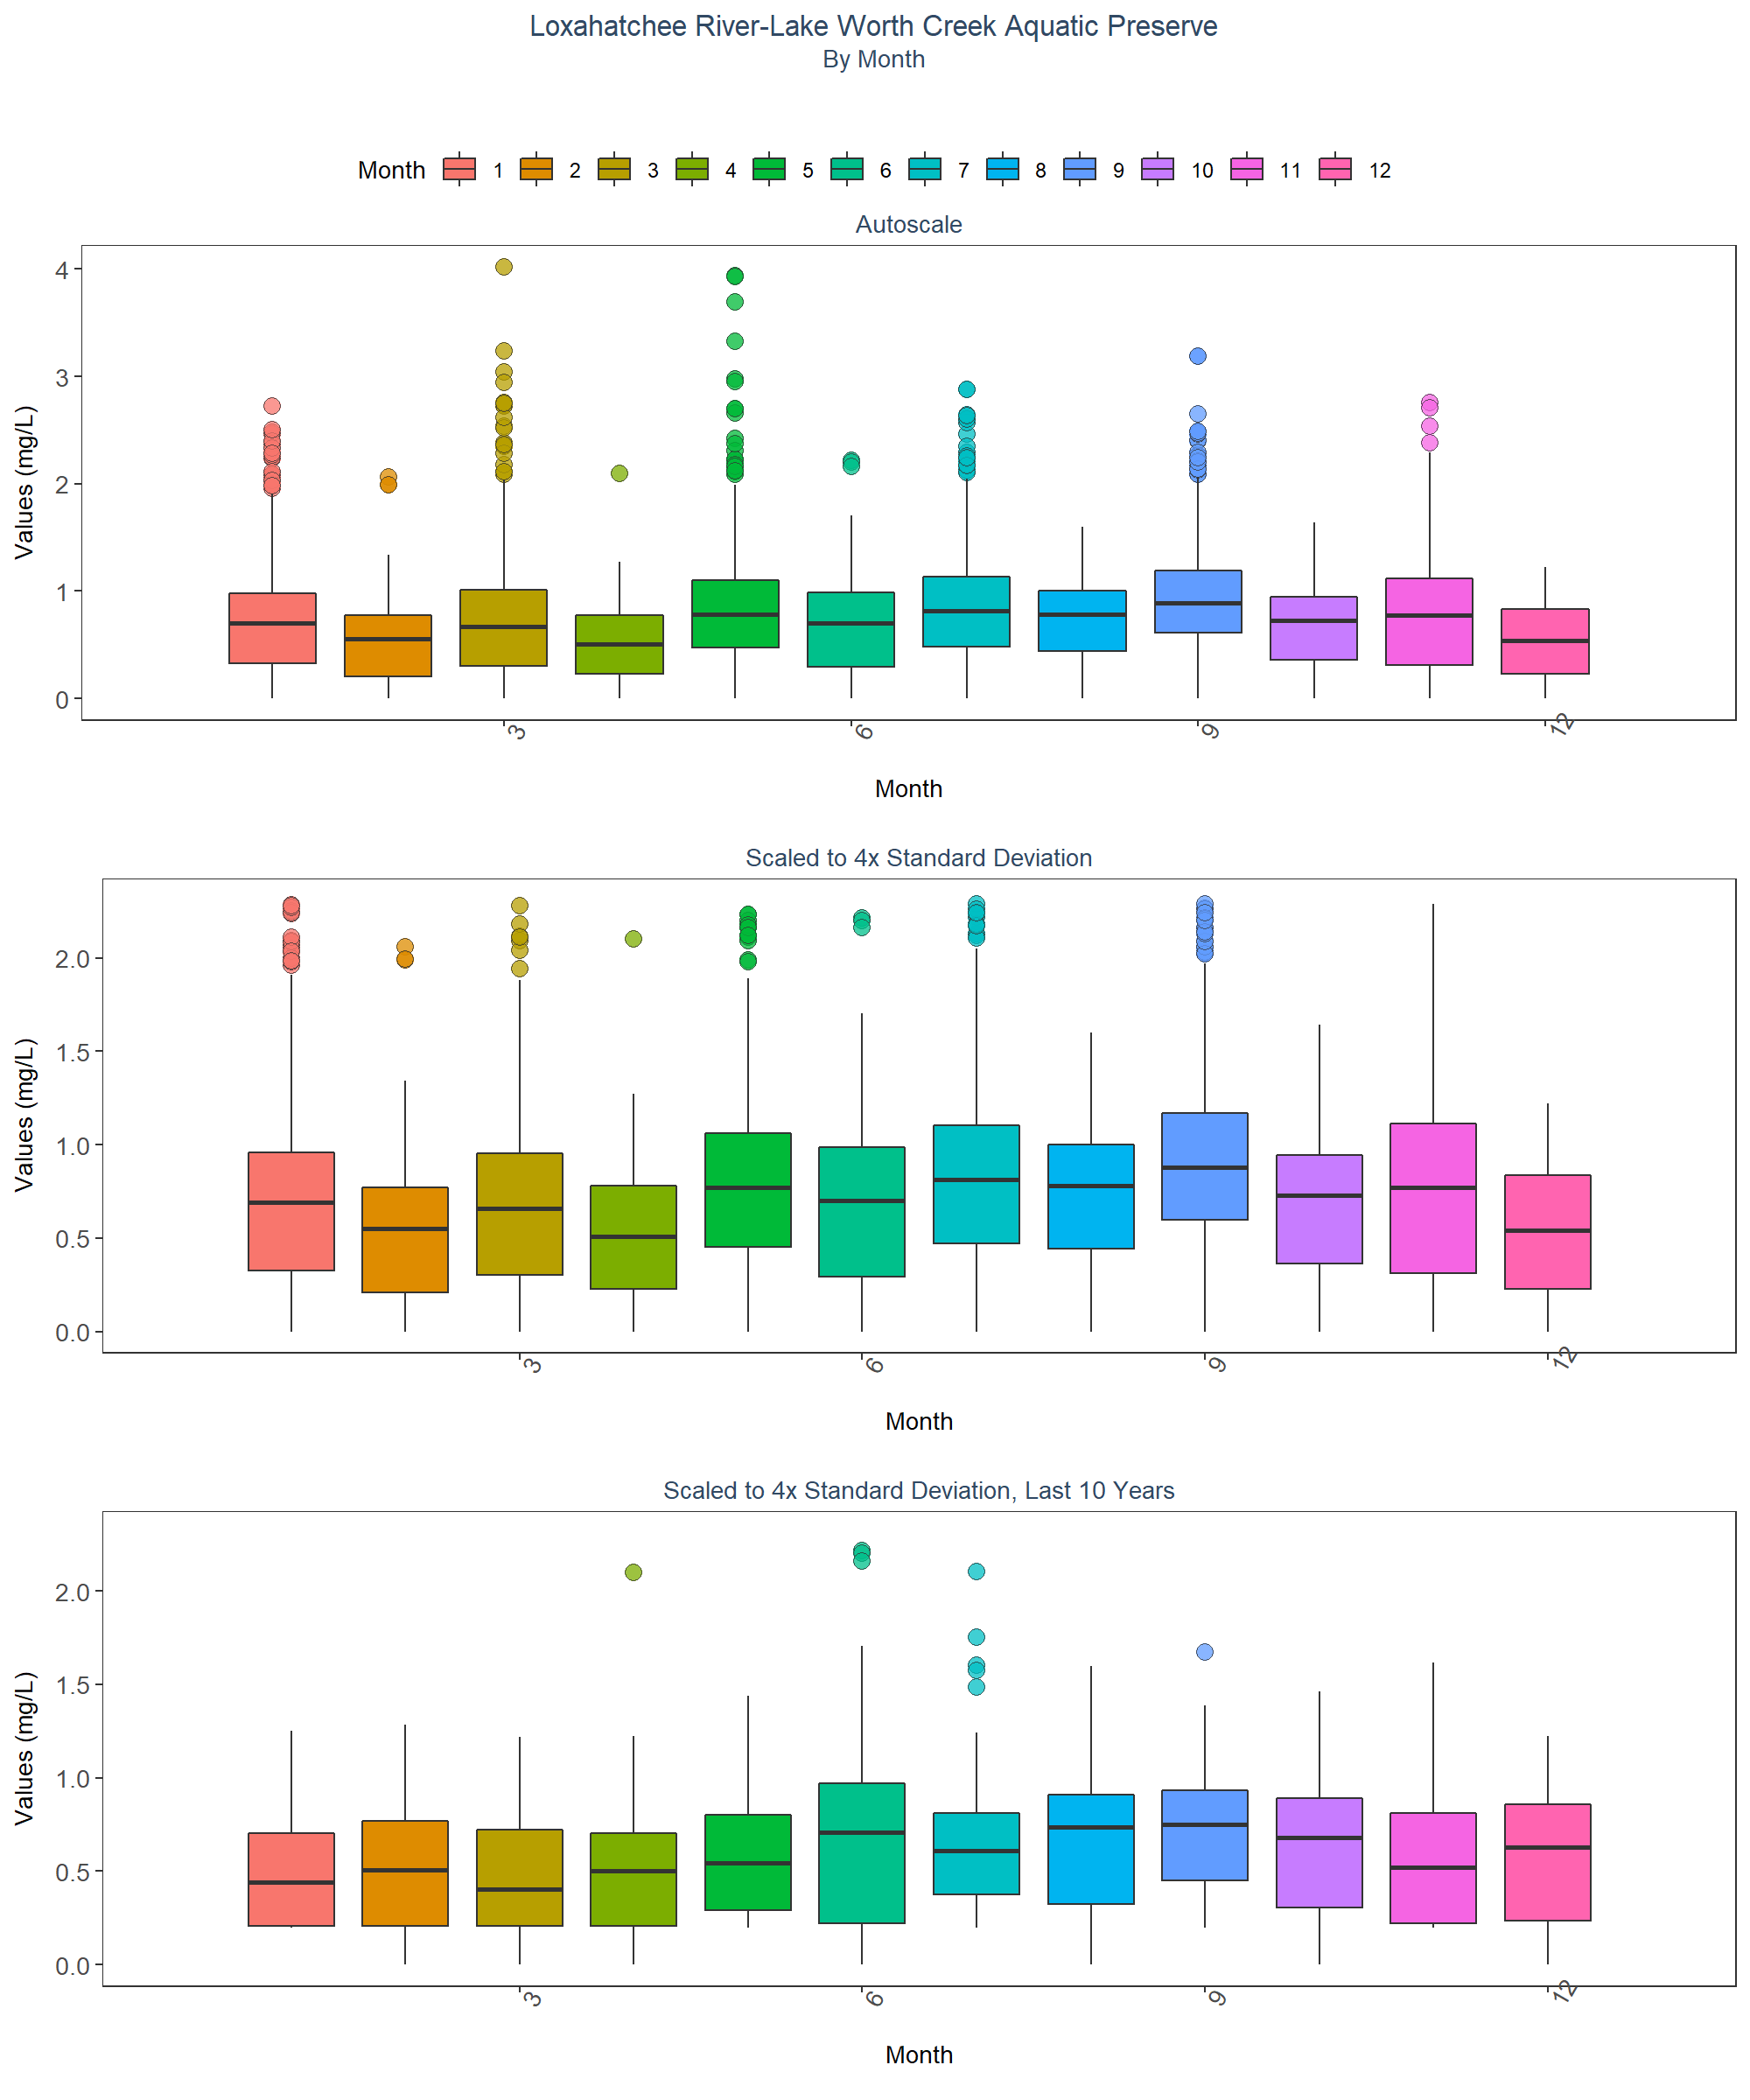 Loxahatchee River-Lake Worth Creek Aquatic Preserve
By Month
Month 1 2 3 4 5 6 7 8 9 10 11 12
Autoscale
Values (mg/L)
4
3
2
1
0
3 6 9 12
Month
Scaled to 4x Standard Deviation
Values (mg/L)
2.0
1.5
1.0
0.5
0.0
3 6 9 12
Month
Scaled to 4x Standard Deviation, Last 10 Years
Values (mg/L)
2.0
1.5
1.0
0.5
0.0
3 6 9 12
Month